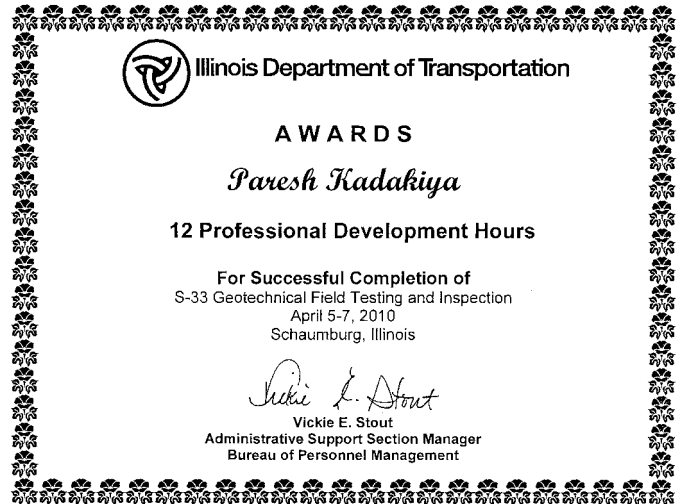 Illinois Department of Transportation
AWARDS
Paresh Kadakiya
12 Professional Development Hours
For Successful Completion of
S-33 Geotechnical Field Testing and Inspection
April 5-7, 2010
Schaumburg, Illinois
Vickie E. Stout
Vickie E. Stout
Administrative Support Section Manager
Bureau of Personnel Management